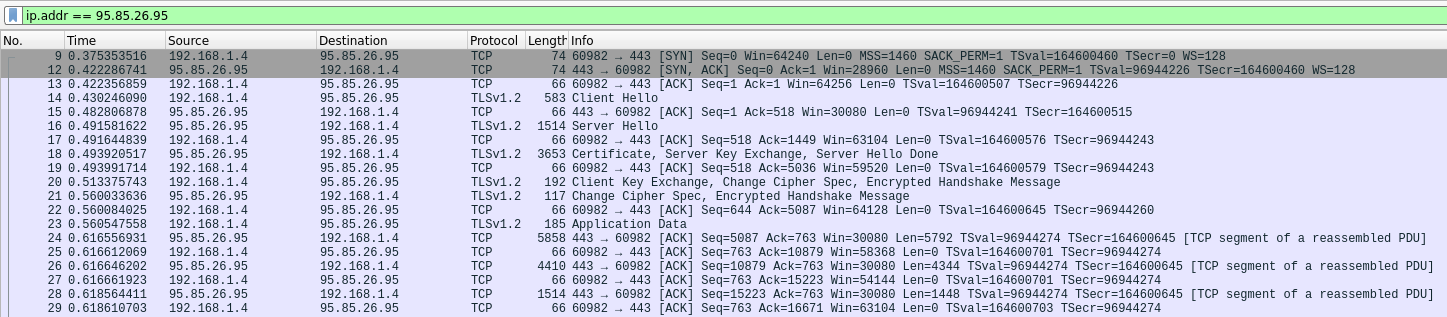 ip.addr == 95.85.26.95
No. Time Source Destination Protocol Length Info
9 0.375353516 192.168.1.4 95.85.26.95 TCP 74 60982 → 443 [SYN] Seq=0 Win=64240 Len=0 MSS=1460 SACK_PERM=1 TSval=164600460 TSecr=0 WS=128
12 0.422286741 95.85.26.95 192.168.1.4 TCP 74 443 → 60982 [SYN, ACK] Seq=0 Ack=1 Win=28960 Len=0 MSS=1460 SACK_PERM=1 TSval=96944226 TSecr=164600460 WS=128
13 0.422356859 192.168.1.4 95.85.26.95 TCP 66 60982 → 443 [ACK] Seq=1 Ack=1 Win=64256 Len=0 TSval=164600507 TSecr=96944226
14 0.430246090 192.168.1.4 95.85.26.95 TLSv1.2 583 Client Hello
15 0.482806878 95.85.26.95 192.168.1.4 TCP 66 443 → 60982 [ACK] Seq=1 Ack=518 Win=30080 Len=0 TSval=96944241 TSecr=164600515
16 0.491581622 95.85.26.95 192.168.1.4 TLSv1.2 1514 Server Hello
17 0.491644839 192.168.1.4 95.85.26.95 TCP 66 60982 → 443 [ACK] Seq=518 Ack=1449 Win=63104 Len=0 TSval=164600576 TSecr=96944243
18 0.493920517 95.85.26.95 192.168.1.4 TLSv1.2 3653 Certificate, Server Key Exchange, Server Hello Done
19 0.493991714 192.168.1.4 95.85.26.95 TCP 66 60982 → 443 [ACK] Seq=518 Ack=5036 Win=59520 Len=0 TSval=164600579 TSecr=96944243
20 0.513375743 192.168.1.4 95.85.26.95 TLSv1.2 192 Client Key Exchange, Change Cipher Spec, Encrypted Handshake Message
21 0.560033636 95.85.26.95 192.168.1.4 TLSv1.2 117 Change Cipher Spec, Encrypted Handshake Message
22 0.560084025 192.168.1.4 95.85.26.95 TCP 66 60982 → 443 [ACK] Seq=644 Ack=5087 Win=64128 Len=0 TSval=164600645 TSecr=96944260
23 0.560547558 192.168.1.4 95.85.26.95 TLSv1.2 185 Application Data
24 0.616556931 95.85.26.95 192.168.1.4 TCP 5858 443 → 60982 [ACK] Seq=5087 Ack=763 Win=30080 Len=5792 TSval=96944274 TSecr=164600645 [TCP segment of a reassembled PDU]
25 0.616612069 192.168.1.4 95.85.26.95 TCP 66 60982 → 443 [ACK] Seq=763 Ack=10879 Win=58368 Len=0 TSval=164600701 TSecr=96944274
26 0.616646202 95.85.26.95 192.168.1.4 TCP 4410 443 → 60982 [ACK] Seq=10879 Ack=763 Win=30080 Len=4344 TSval=96944274 TSecr=164600645 [TCP segment of a reassembled PDU]
27 0.616661923 192.168.1.4 95.85.26.95 TCP 66 60982 → 443 [ACK] Seq=763 Ack=15223 Win=54144 Len=0 TSval=164600701 TSecr=96944274
28 0.618564411 95.85.26.95 192.168.1.4 TCP 1514 443 → 60982 [ACK] Seq=15223 Ack=763 Win=30080 Len=1448 TSval=96944274 TSecr=164600645 [TCP segment of a reassembled PDU]
29 0.618610703 192.168.1.4 95.85.26.95 TCP 66 60982 → 443 [ACK] Seq=763 Ack=16671 Win=63104 Len=0 TSval=164600703 TSecr=96944274